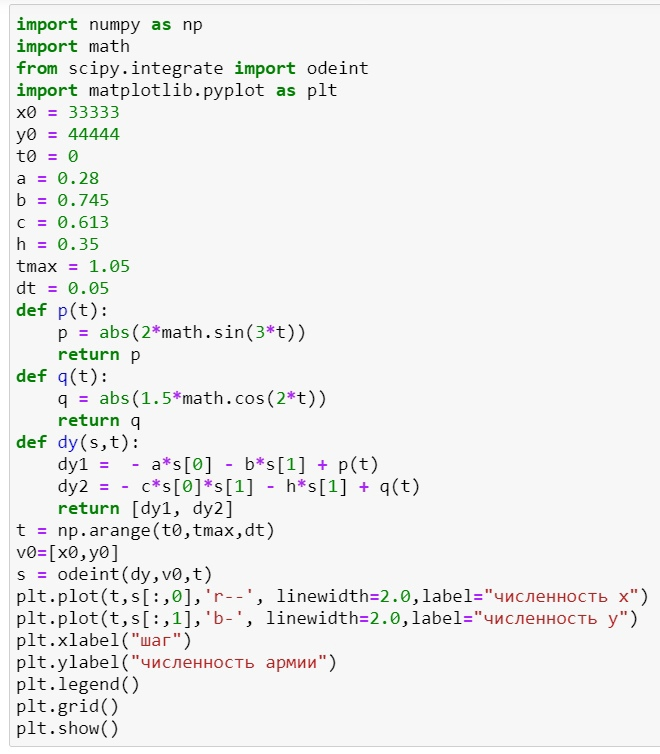 import numpy as np
import math
from scipy.integrate import odeint
import matplotlib.pyplot as plt
x0 = 33333
y0 = 44444
t0 = 0
a = 0.28
b = 0.745
c = 0.613
h = 0.35
tmax = 1.05
dt = 0.05
def p(t):
    p = abs(2*math.sin(3*t))
    return p
def q(t):
    q = abs(1.5*math.cos(2*t))
    return q
def dy(s,t):
    dy1 =  - a*s[0] - b*s[1] + p(t)
    dy2 = - c*s[0]*s[1] - h*s[1] + q(t)
    return [dy1, dy2]
t = np.arange(t0,tmax,dt)
v0=[x0,y0]
s = odeint(dy,v0,t)
plt.plot(t,s[:,0],'r--', linewidth=2.0,label="численность x")
plt.plot(t,s[:,1],'b-', linewidth=2.0,label="численность y")
plt.xlabel("шаг")
plt.ylabel("численность армии")
plt.legend()
plt.grid()
plt.show()